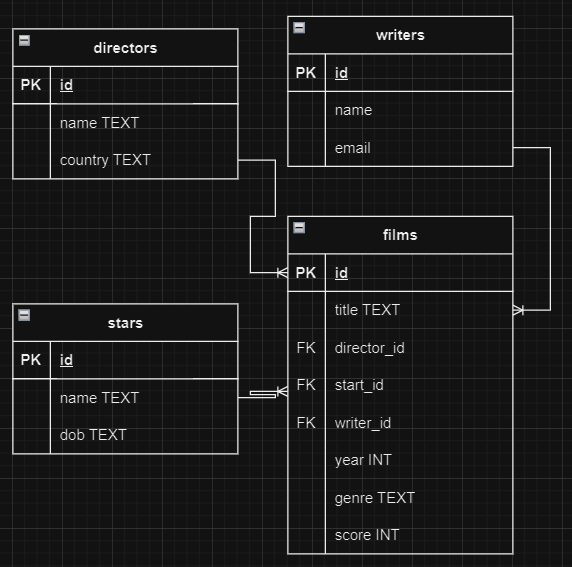 directors
PK id
name TEXT
country TEXT
writers
PK id
name
email
films
PK id
title TEXT
FK director_id
FK start_id
FK writer_id
year INT
genre TEXT
score INT
stars
PK id
name TEXT
dob TEXT